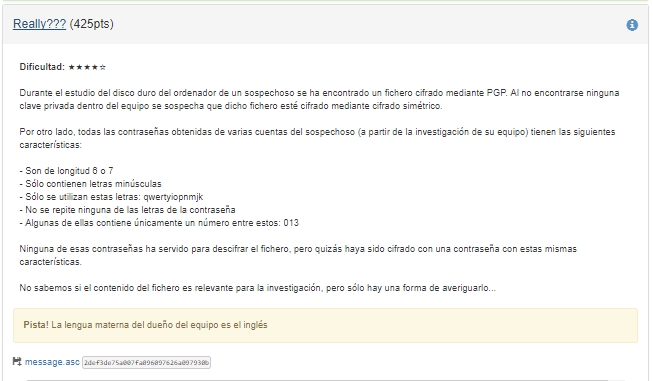 Really??? (425pts)
Dificultad: ★★★★☆
Durante el estudio del disco duro del ordenador de un sospechoso se ha encontrado un fichero cifrado mediante PGP. Al no encontrarse ninguna
clave privada dentro del equipo se sospecha que dicho fichero esté cifrado mediante cifrado simétrico.
Por otro lado, todas las contraseñas obtenidas de varias cuentas del sospechoso (a partir de la investigación de su equipo) tienen las siguientes
características:
- Son de longitud 6 o 7
- Sólo contienen letras minúsculas
- Sólo se utilizan estas letras: qwertyiopnmjk
- No se repite ninguna de las letras de la contraseña
- Algunas de ellas contiene únicamente un número entre estos: 013
Ninguna de esas contraseñas ha servido para descifrar el fichero, pero quizás haya sido cifrado con una contraseña con estas mismas
características.
No sabemos si el contenido del fichero es relevante para la investigación, pero sólo hay una forma de averiguarlo...
Pista! La lengua materna del dueño del equipo es el inglés
message.asc 2def3de75a007fa096097626a097930b